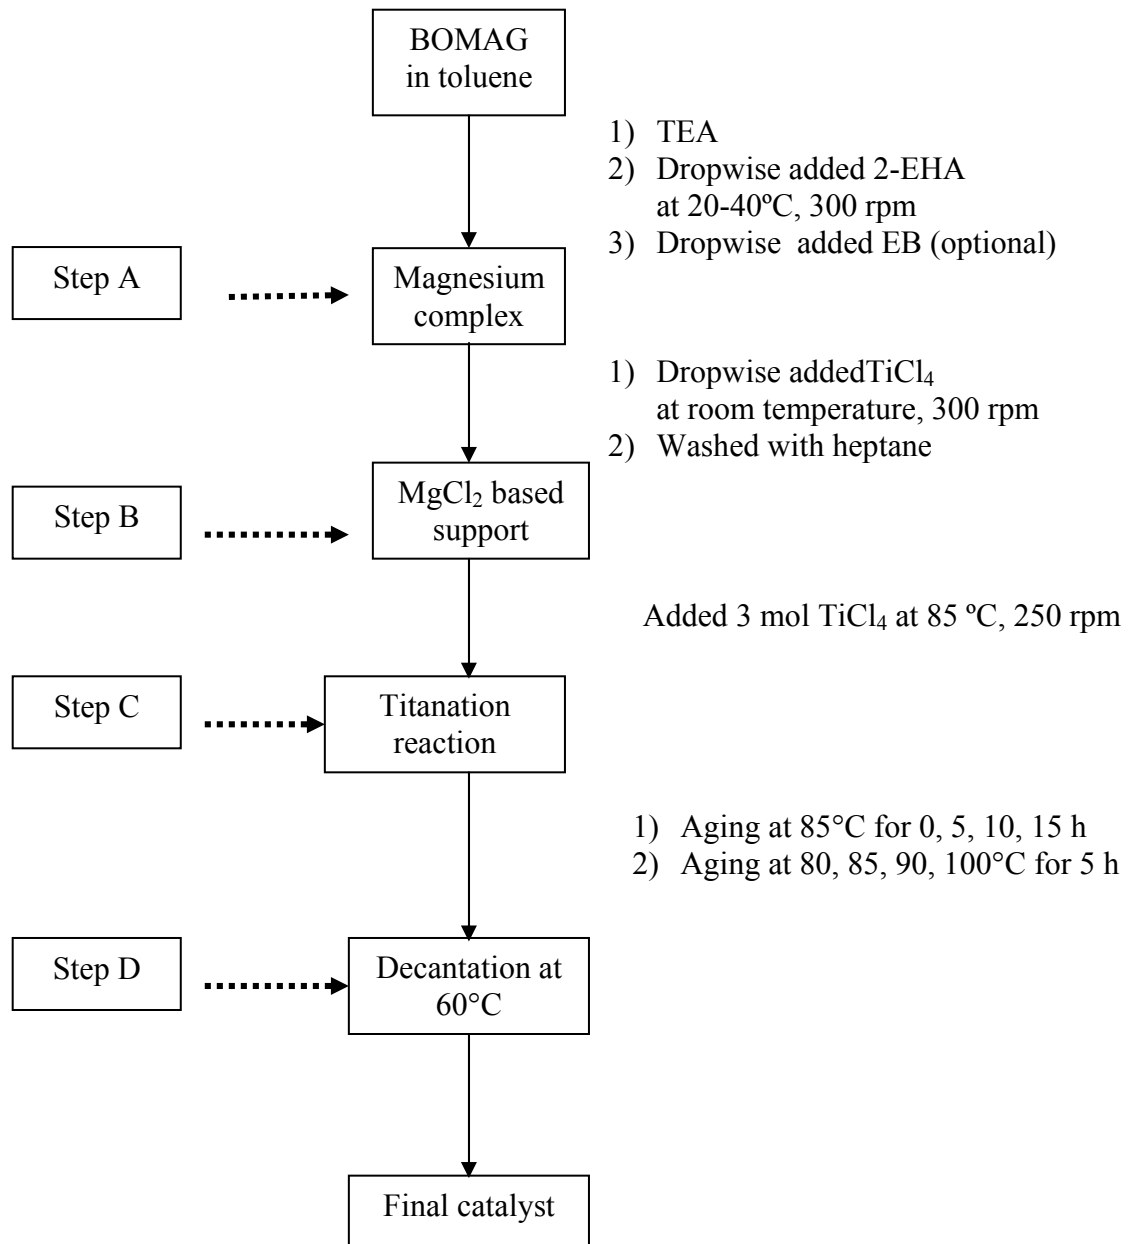 BOMAG
in toluene
1) TEA
2) Dropwise added 2-EHA
at 20-40ºC, 300 rpm
3) Dropwise added EB (optional)
Step A
Magnesium
complex
1) Dropwise addedTiCl₄
at room temperature, 300 rpm
2) Washed with heptane
Step B
MgCl₂ based
support
Added 3 mol TiCl₄ at 85 ºC, 250 rpm
Step C
Titanation
reaction
1) Aging at 85°C for 0, 5, 10, 15 h
2) Aging at 80, 85, 90, 100°C for 5 h
Step D
Decantation at
60°C
Final catalyst